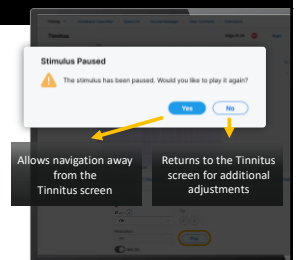 Tinnitus
Stimulus Paused
The stimulus has been paused. Would you like to play it again?
Yes
No
Allows navigation away
from the
Tinnitus screen
Returns to the Tinnitus
screen for additional
adjustments
Play